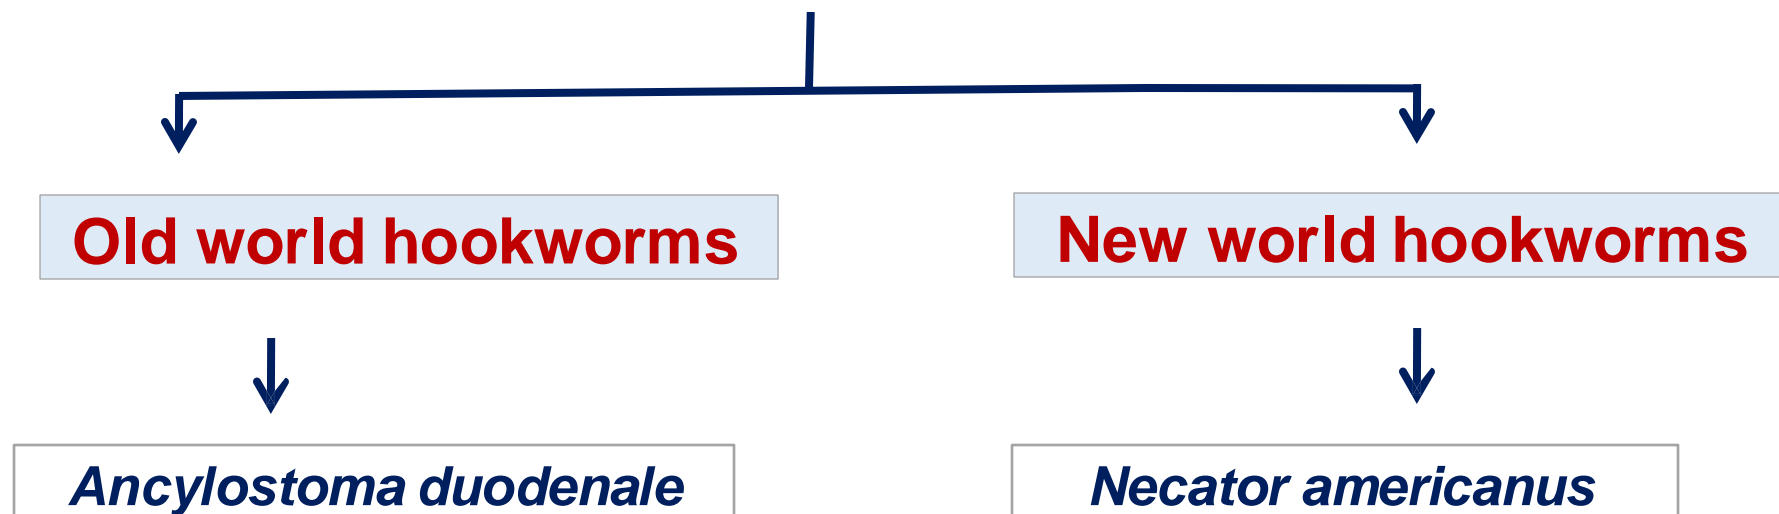 Old world hookworms
New world hookworms
Ancylostoma duodenale
Necator americanus